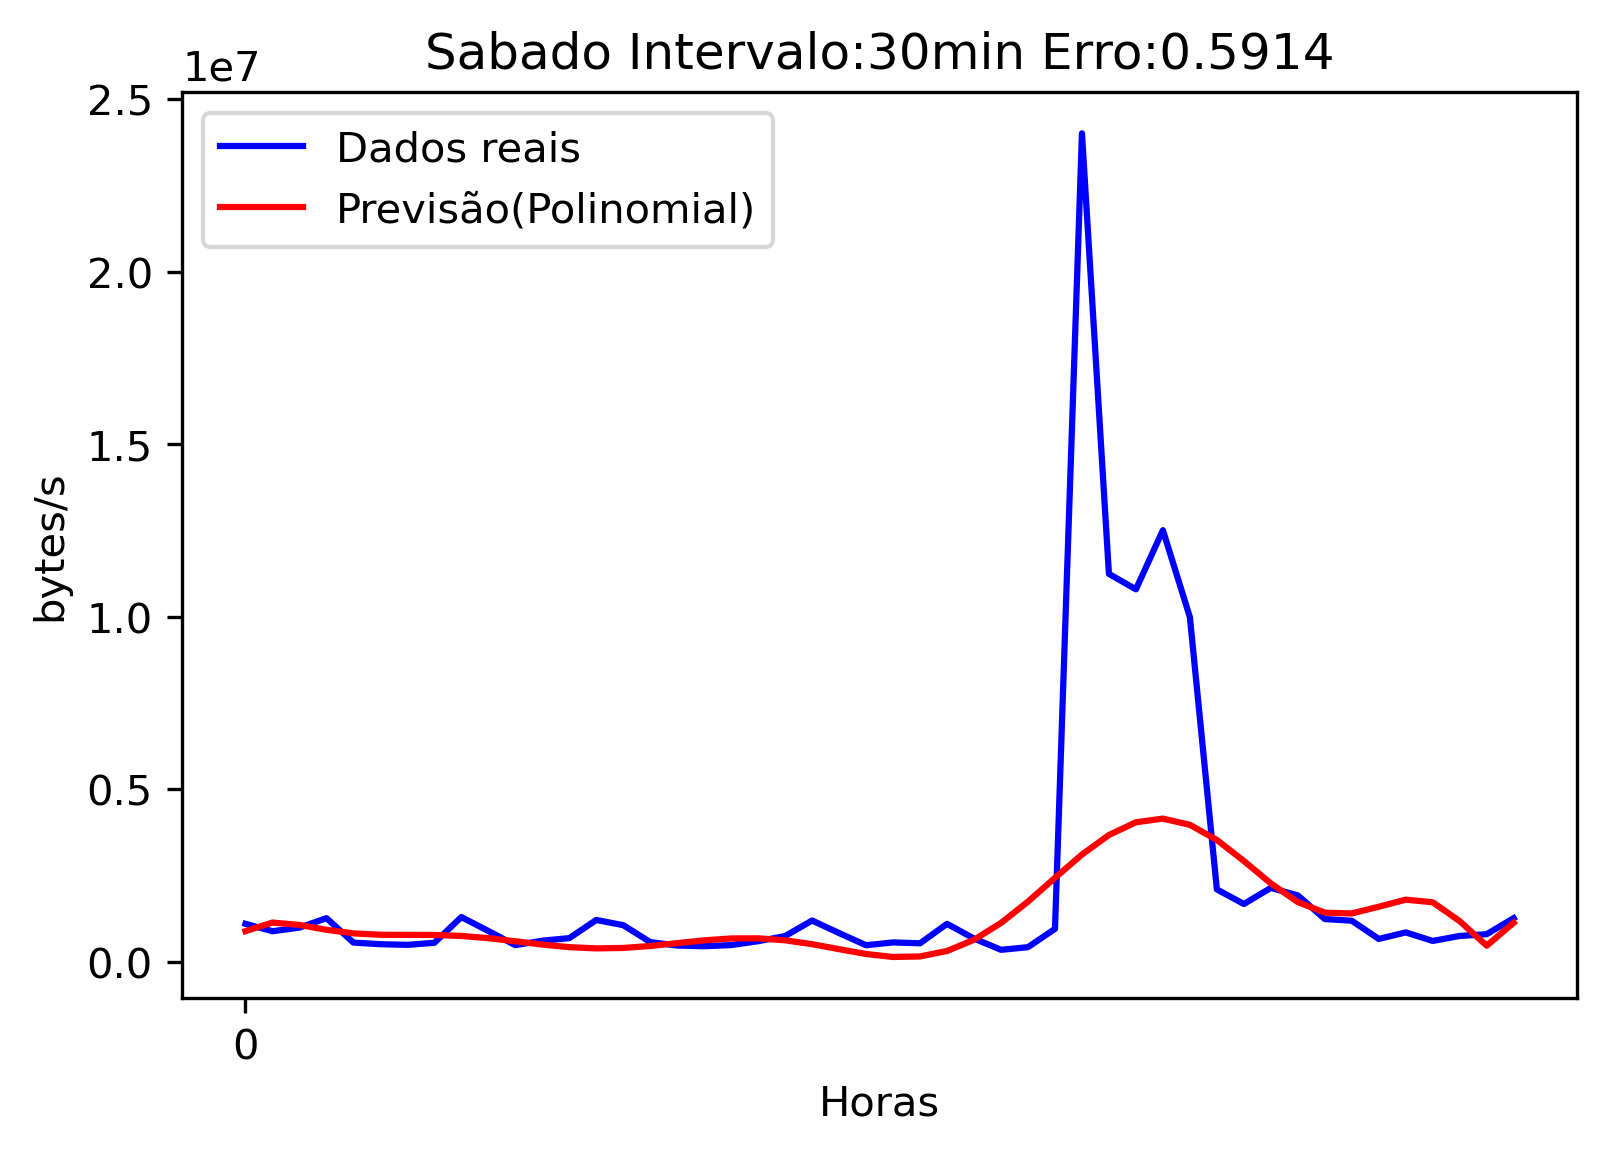 Sabado Intervalo:30min Erro:0.5914
1e7
2.5
2.0
1.5
1.0
0.5
0.0
bytes/s
Dados reais
Previsão(Polinomial)
0
Horas